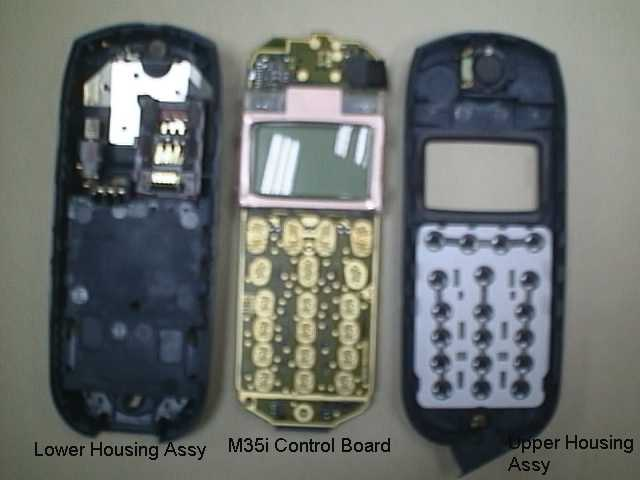 Lower Housing Assy
M35i Control Board
Upper Housing
Assy